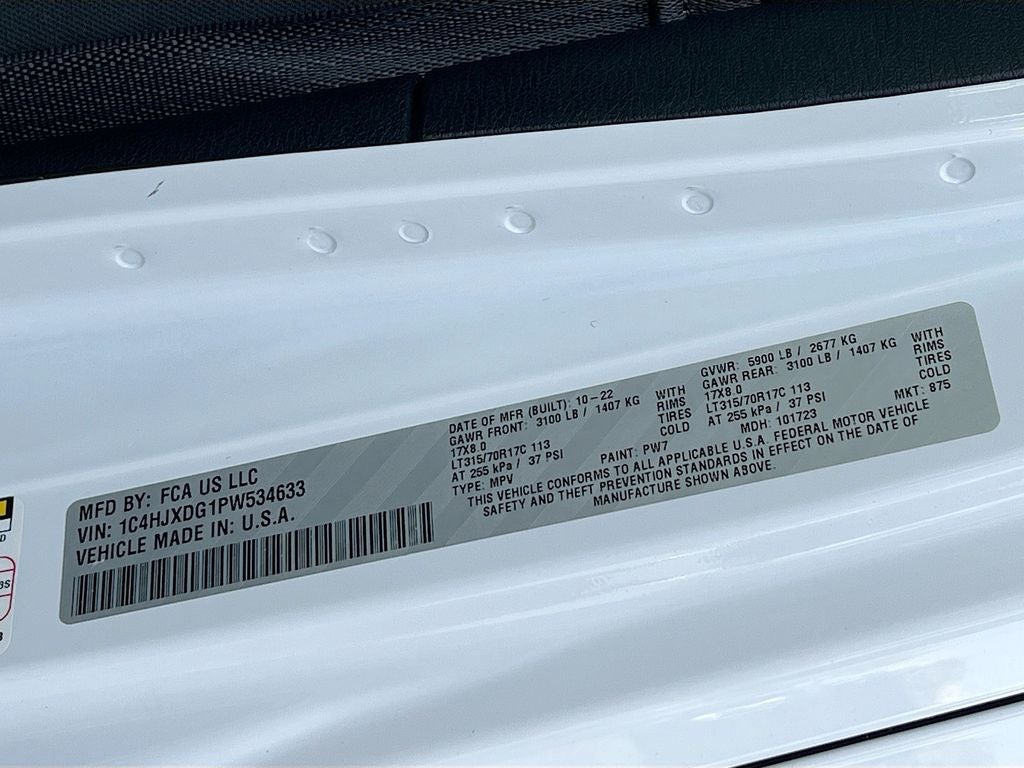 MFD BY: FCA US LLC
VIN: 1C4HJXDG1PW534633
VEHICLE MADE IN: U.S.A.
DATE OF MFR (BUILT): 10-22
GAWR FRONT: 3100 LB / 1407 KG WITH
17X8.0 RIMS
LT315/70R17C 113 TIRES
AT 255 kPa / 37 PSI COLD
TYPE: MPV PAINT: PW7
GVWR: 5900 LB / 2677 KG
GAWR REAR: 3100 LB / 1407 KG WITH
17X8.0 RIMS
LT315/70R17C 113 TIRES
AT 255 kPa / 37 PSI COLD
MDH: 101723 MKT: 875
THIS VEHICLE CONFORMS TO ALL APPLICABLE U.S.A. FEDERAL MOTOR VEHICLE
SAFETY AND THEFT PREVENTION STANDARDS IN EFFECT ON THE DATE OF
MANUFACTURE SHOWN ABOVE.